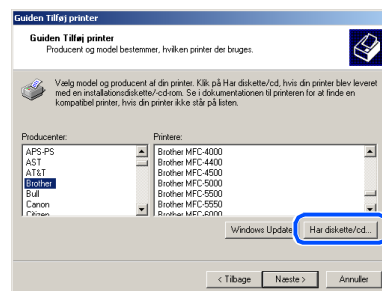 Guiden Tilføj printer
Guiden Tilføj printer
Producent og model bestemmer, hvilken printer der bruges.
Vælg model og producent af din printer. Klik på Har diskette/cd, hvis din printer blev leveret
med en installationsdiskette/-cd-rom. Se i dokumentationen til printeren for at finde en
kompatibel printer, hvis din printer ikke står på listen.
Producenter:
Printere:
APS-PS
AST
AT&T
Brother
Bull
Canon
Citizen
Brother MFC-4000
Brother MFC-4400
Brother MFC-4500
Brother MFC-5000
Brother MFC-5500
Brother MFC-5550
Brother MFC-6000
Windows Update
Har diskette/cd...
< Tilbage
Næste >
Annuller